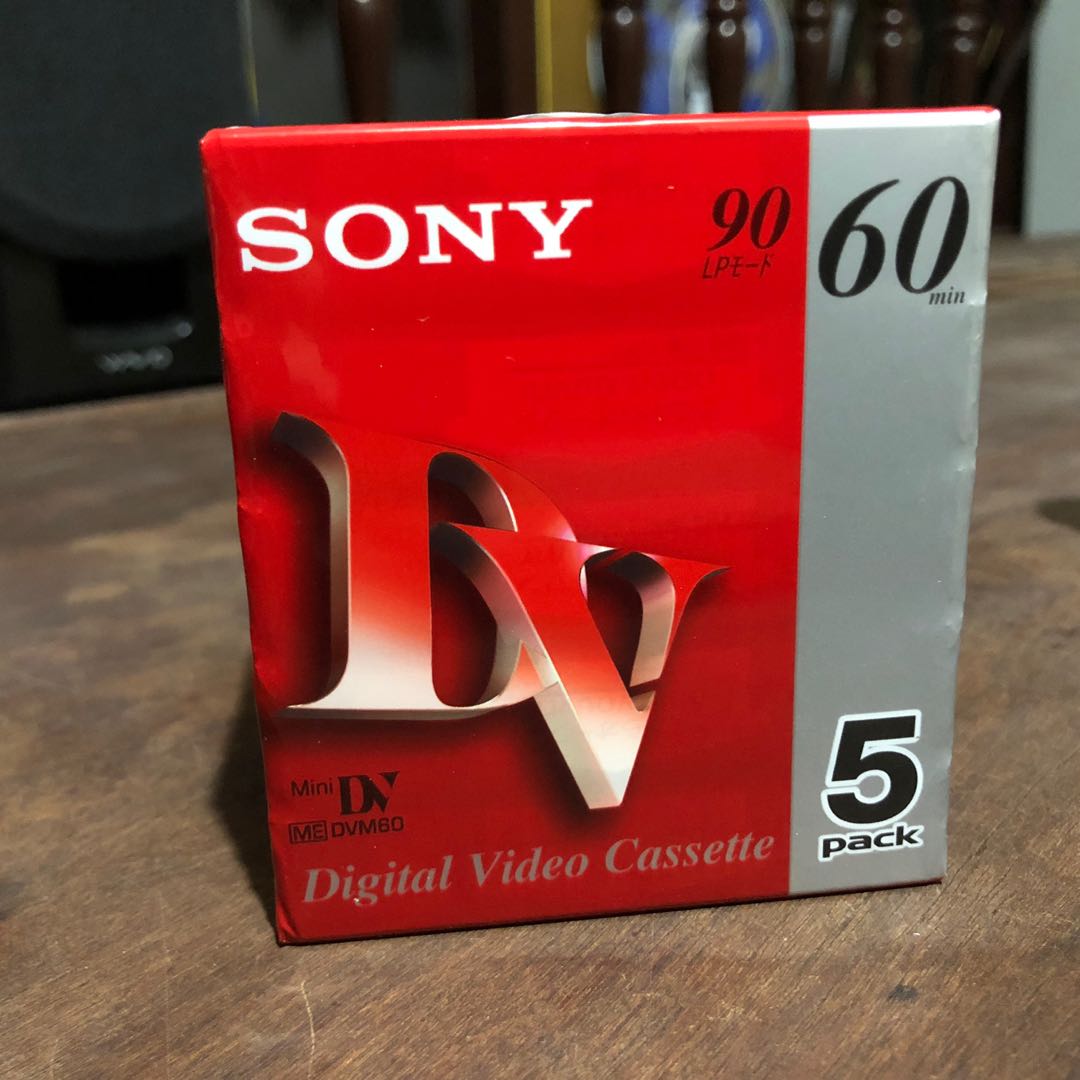 SONY
90
LPモード
60
min
DV
Mini DV
ME DVM60
Digital Video Cassette
5
pack